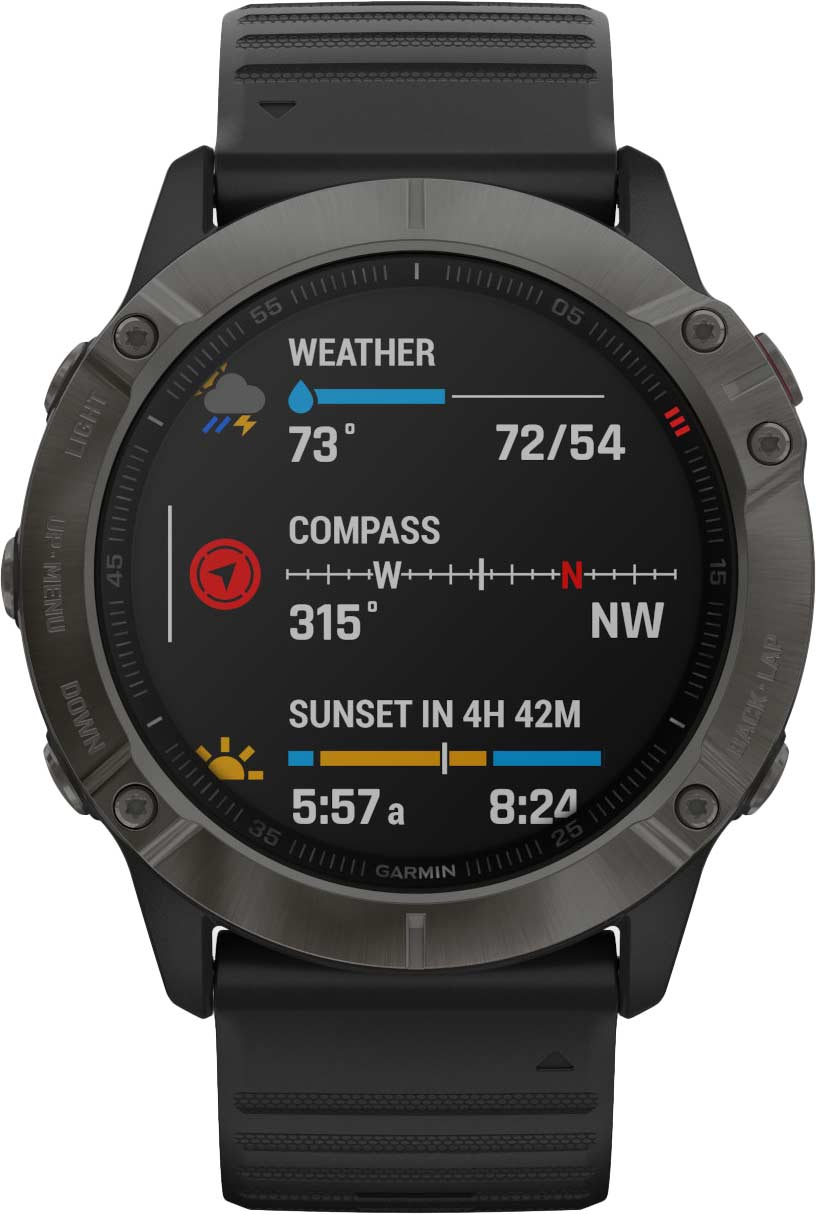 55
05
WEATHER
73° 72/54
LIGHT
COMPASS
W N
315° NW
UP·MENU
45
15
DOWN
BACK·LAP
SUNSET IN 4H 42M
5:57 a 8:24
35
25
GARMIN